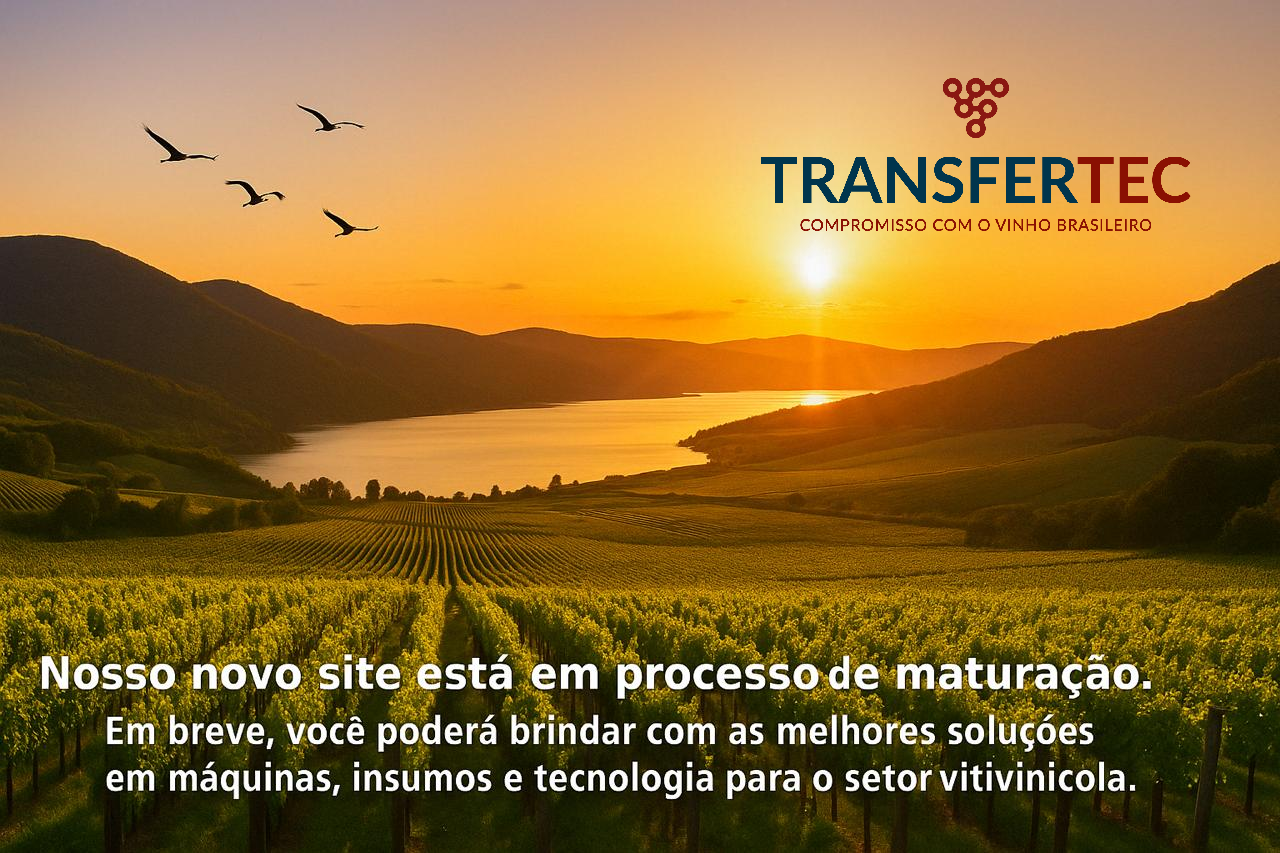 TRANSFERTEC
COMPROMISSO COM O VINHO BRASILEIRO
Nosso novo site está em processo de maturação.
Em breve, você poderá brindar com as melhores soluçóes
em máquinas, insumos e tecnologia para o setor vitivinicola.